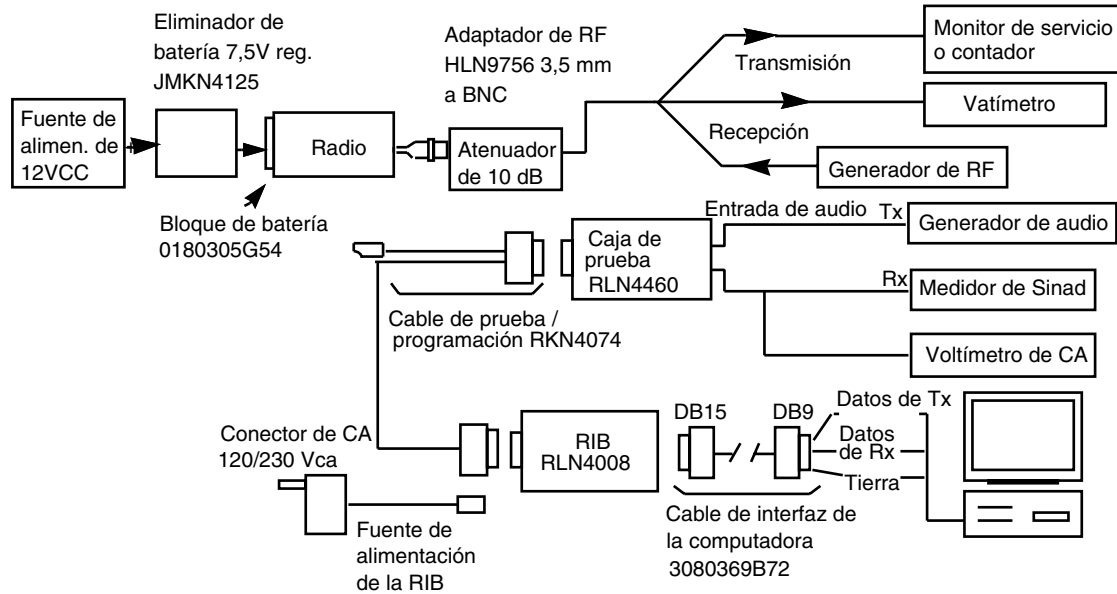 Eliminador de
batería 7,5V reg.
JMKN4125
Adaptador de RF
HLN9756 3,5 mm
a BNC
Monitor de servicio
o contador
Transmisión
Fuente de
alimen. de +
12VCC
Radio
Atenuador
de 10 dB
Vatímetro
Recepción
Generador de RF
Bloque de batería
0180305G54
Entrada de audio
Tx
Generador de audio
Caja de
prueba
RLN4460
Rx
Medidor de Sinad
Cable de prueba /
programación RKN4074
Voltímetro de CA
DB15
DB9
Datos de Tx
Conector de CA
120/230 Vca
RIB
RLN4008
Datos
de Rx
Tierra
Fuente de
alimentación
de la RIB
Cable de interfaz de
la computadora
3080369B72